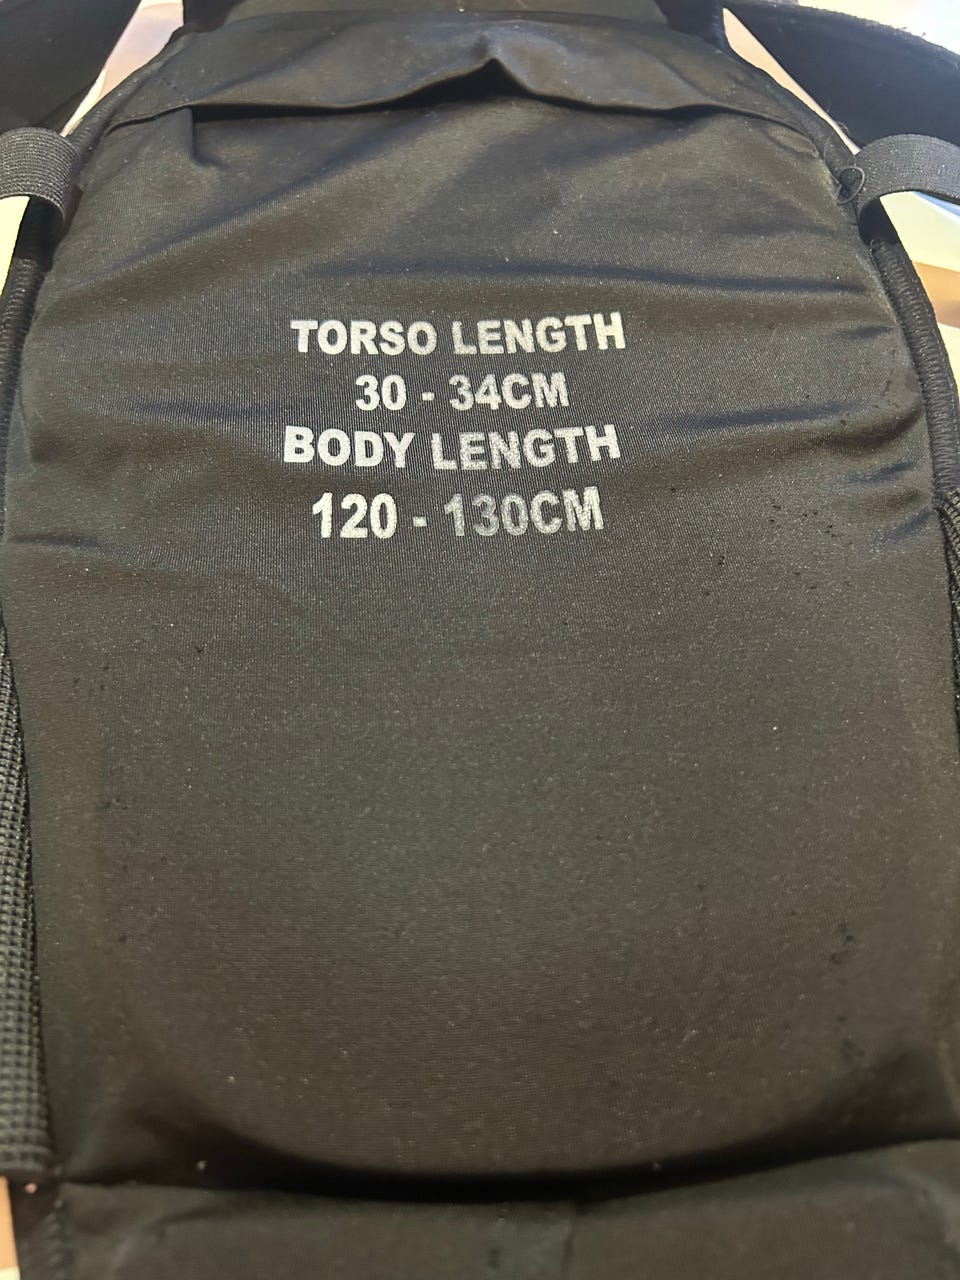 TORSO LENGTH
30 - 34CM
BODY LENGTH
120 - 130CM